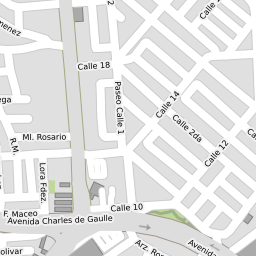 Calle 18
Paseo Calle 1
Calle 14
Calle 2da
Calle 12
Ml. Rosario
R.M.
Lora Fdez.
F. Maceo
Calle 10
Avenida Charles de Gaulle
Avenida